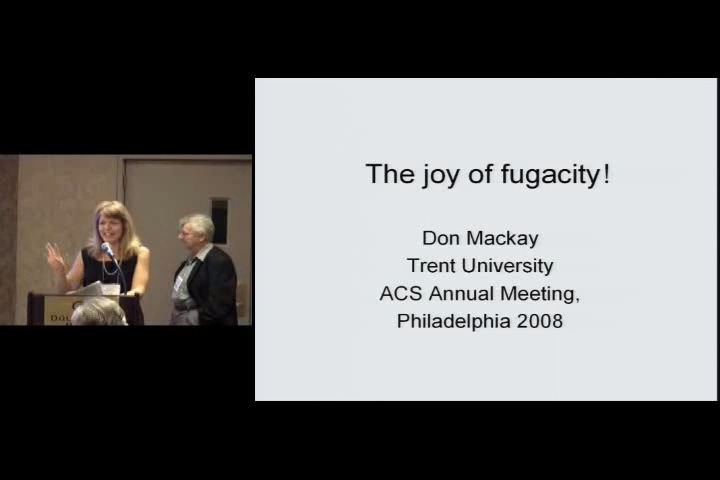 The joy of fugacity!
Don Mackay
Trent University
ACS Annual Meeting,
Philadelphia 2008